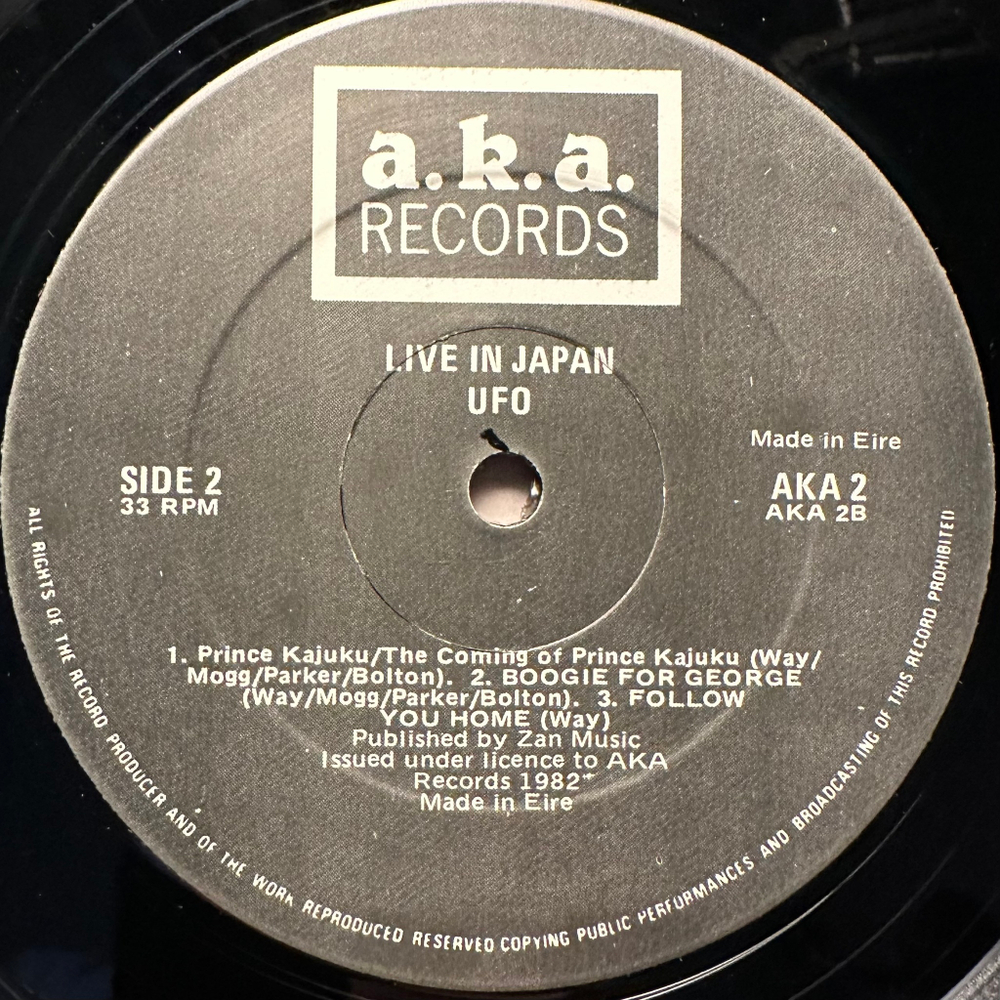 a.k.a.
RECORDS
LIVE IN JAPAN
UFO
Made in Eire
SIDE 2
33 RPM
AKA 2
AKA 2B
1. Prince Kajuku/The Coming of Prince Kajuku (Way/
Mogg/Parker/Bolton). 2. BOOGIE FOR GEORGE
(Way/Mogg/Parker/Bolton). 3. FOLLOW
YOU HOME (Way)
Published by Zan Music
Issued under licence to AKA
Records 1982
Made in Eire
ALL RIGHTS OF THE RECORD PRODUCER AND OF THE WORK REPRODUCED RESERVED COPYING PUBLIC PERFORMANCES AND BROADCASTING OF THIS RECORD PROHIBITED